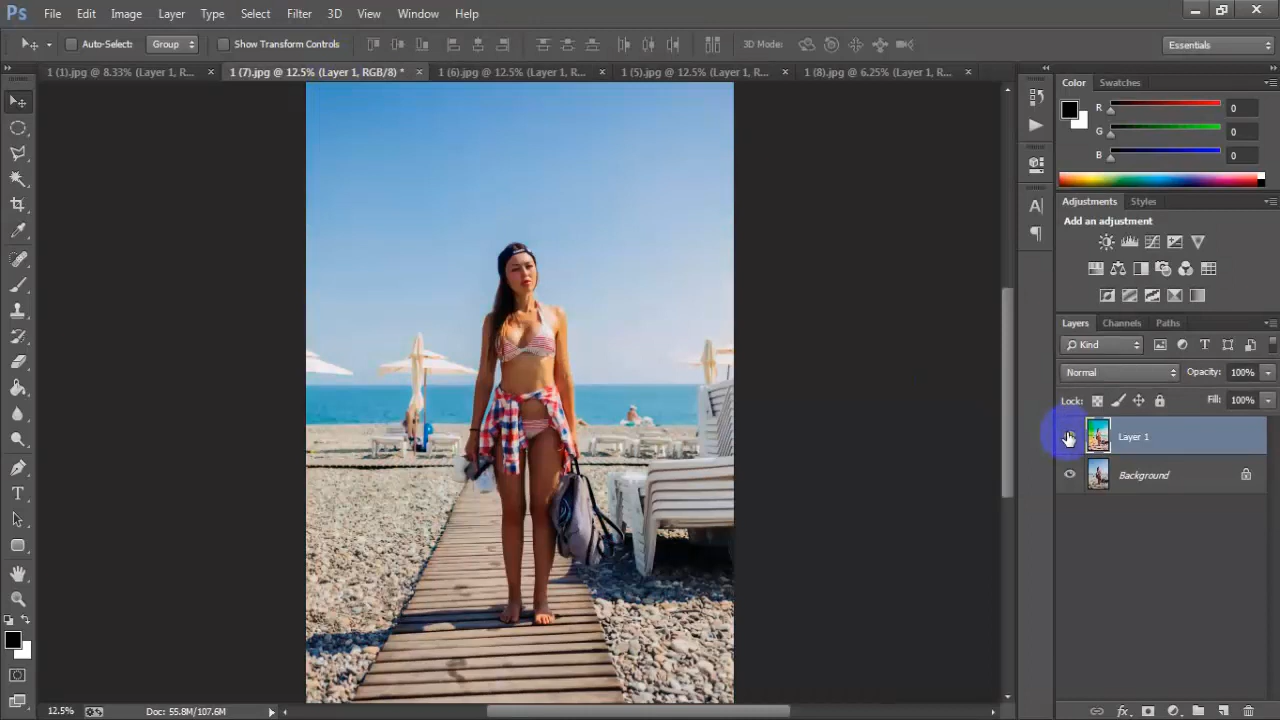 Ps File Edit Image Layer Type Select Filter 3D View Window Help
Auto-Select: Group Show Transform Controls 3D Mode: Essentials
1 (1).jpg @ 8.33% (Layer 1, R... × 1 (7).jpg @ 12.5% (Layer 1, RGB/8) * × 1 (6).jpg @ 12.5% (Layer 1, R... × 1 (5).jpg @ 12.5% (Layer 1, R... × 1 (8).jpg @ 6.25% (Layer 1, R... ×
Color Swatches
R 0
G 0
B 0
Adjustments Styles
Add an adjustment
Layers Channels Paths
Kind
Normal Opacity: 100%
Lock: Fill: 100%
Layer 1
Background
12.5% Doc: 55.8M/107.6M